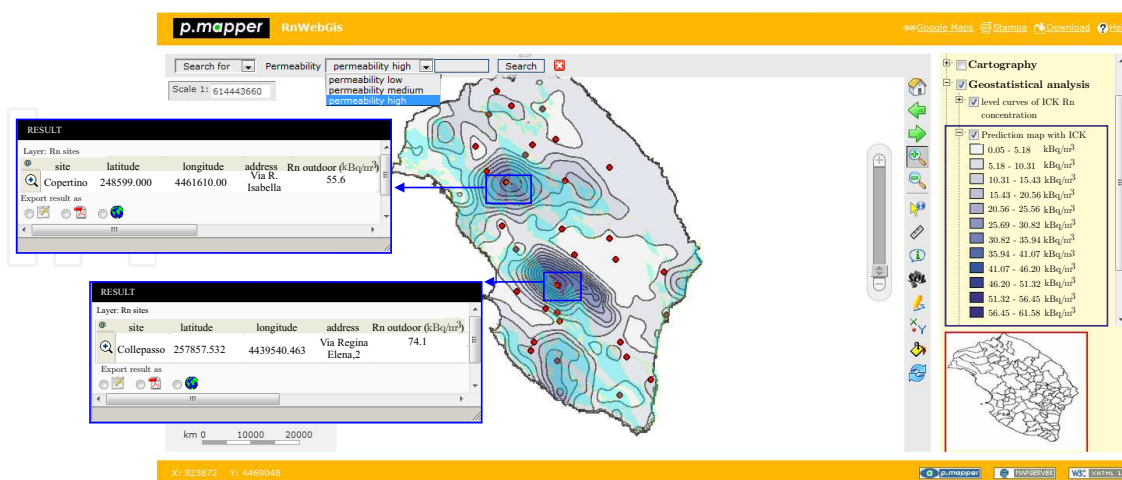 p.mapper RnWebGis
Google Maps Stampa Download ? He
Search for Permeability permeability high Search
permeability low
permeability medium
permeability high
Scale 1: 614443660
RESULT
Layer: Rn sites
@ site latitude longitude address Rn outdoor (kBq/m³)
Copertino 248599.000 4461610.00 Via R. Isabella 55.6
Export result as
RESULT
Layer: Rn sites
@ site latitude longitude address Rn outdoor (kBq/m³)
Collepasso 257857.532 4439540.463 Via Regina Elena,2 74.1
Export result as
km 0 10000 20000
SQL
X Y
Cartography
Geostatistical analysis
level curves of ICK Rn
concentration
Prediction map with ICK
0.05 - 5.18 kBq/m³
5.18 - 10.31 kBq/m³
10.31 - 15.43 kBq/m³
15.43 - 20.56 kBq/m³
20.56 - 25.56 kBq/m³
25.69 - 30.82 kBq/m³
30.82 - 35.94 kBq/m³
35.94 - 41.07 kBq/m³
41.07 - 46.20 kBq/m³
46.20 - 51.32 kBq/m³
51.32 - 56.45 kBq/m³
56.45 - 61.58 kBq/m³
X: 823872 Y: 4469048
p.mapper MAPSERVER W3C XHTML 1.